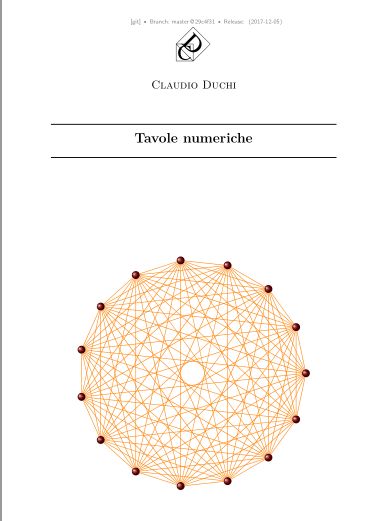 [git] • Branch: master@29c4f31 • Release: (2017-12-05)
Claudio Duchi
Tavole numeriche